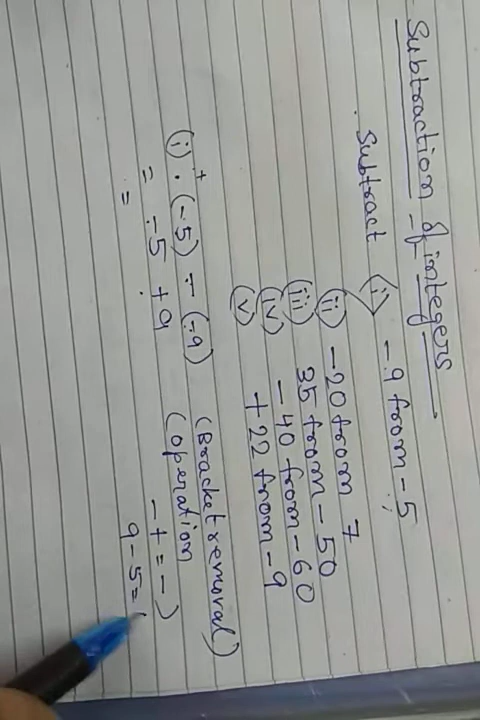 Subtraction of integers
Subtract (i) -9 from -5
(ii) -20 from 7
(iii) 35 from -50
(iv) -40 from -60
(v) +22 from -9
(i) +(-5) - (-9) (Bracket removal)
= -5 + 9 (operation
- + = -)
= 9 - 5 =